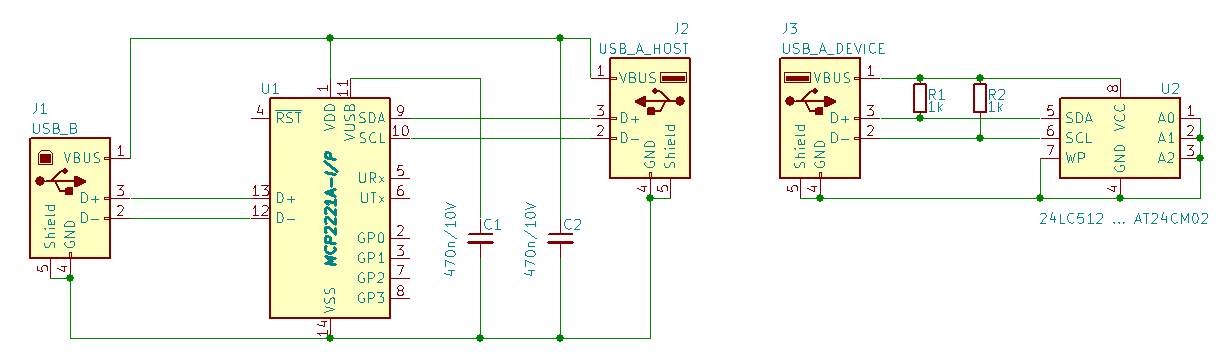 J1
USB_B
VBUS 1
D+ 3
D- 2
Shield
GND
5
4
U1
4 RST
13 D+
12 D-
1
VDD
11
VUSB
SDA 9
SCL 10
URx 5
UTx 6
GP0 2
GP1 3
GP2 7
GP3 8
MCP2221A-I/P
VSS
14
470n/10V
C1
470n/10V
C2
J2
USB_A_HOST
1 VBUS
3 D+
2 D-
GND
Shield
4
5
J3
USB_A_DEVICE
VBUS 1
D+ 3
D- 2
Shield
GND
5
4
R1
1k
R2
1k
U2
8
VCC
5 SDA
6 SCL
7 WP
A0 1
A1 2
A2 3
GND
4
24LC512 ... AT24CM02